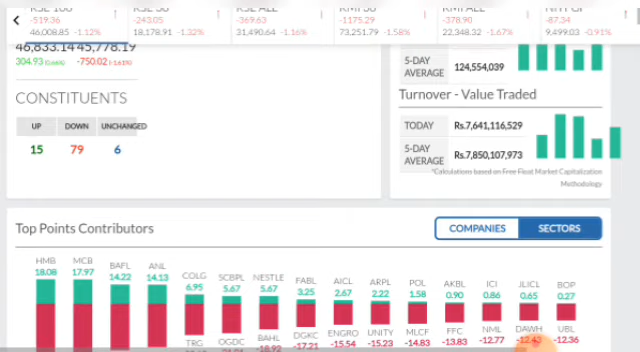 KSE 100 KSE 30 KSE ALL KMI 30 KMI ALL NIT PGI
-519.36 -243.05 -369.63 -1175.29 -378.90 -87.34
46,008.85 -1.12% 18,178.91 -1.32% 31,490.64 -1.16% 73,251.79 -1.58% 22,348.32 -1.67% 9,499.03 -0.91%
46,833.14 45,778.19
304.93 (0.66%) -750.02 (-1.61%)
CONSTITUENTS
UP DOWN UNCHANGED
15 79 6
5-DAY
AVERAGE 124,554,039
Turnover - Value Traded
TODAY Rs.7,641,116,529
5-DAY
AVERAGE Rs.7,850,107,973
*Calculations based on Free Float Market Capitalization
Methodology
Top Points Contributors
COMPANIES SECTORS
HMB MCB BAFL ANL COLG SCBPL NESTLE FABL AICL ARPL POL AKBL ICI JLICL BOP
18.08 17.97 14.22 14.13 6.95 5.67 5.67 3.25 2.67 2.22 1.58 0.90 0.86 0.65 0.27
TRG OGDC BAHL DGKC ENGRO UNITY MLCF FFC NML DAWH UBL
-18.92 -17.21 -15.54 -15.23 -14.83 -13.83 -12.77 -12.43 -12.36